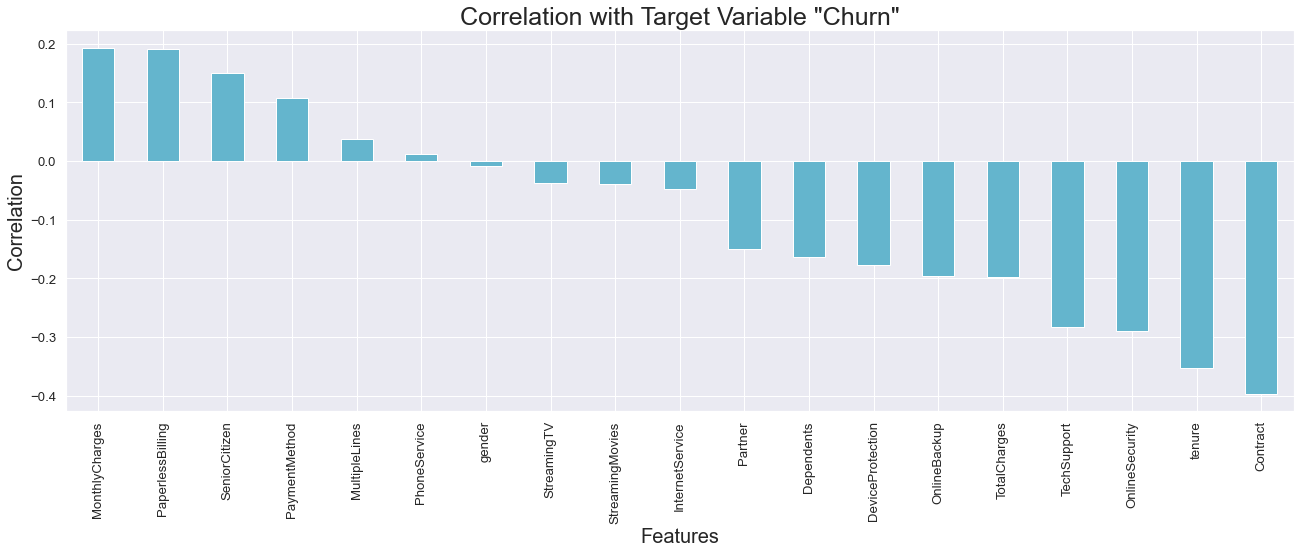 Correlation with Target Variable "Churn"
Correlation
0.2
0.1
0.0
−0.1
−0.2
−0.3
−0.4
MonthlyCharges
PaperlessBilling
SeniorCitizen
PaymentMethod
MultipleLines
PhoneService
gender
StreamingTV
StreamingMovies
InternetService
Partner
Dependents
DeviceProtection
OnlineBackup
TotalCharges
TechSupport
OnlineSecurity
tenure
Contract
Features